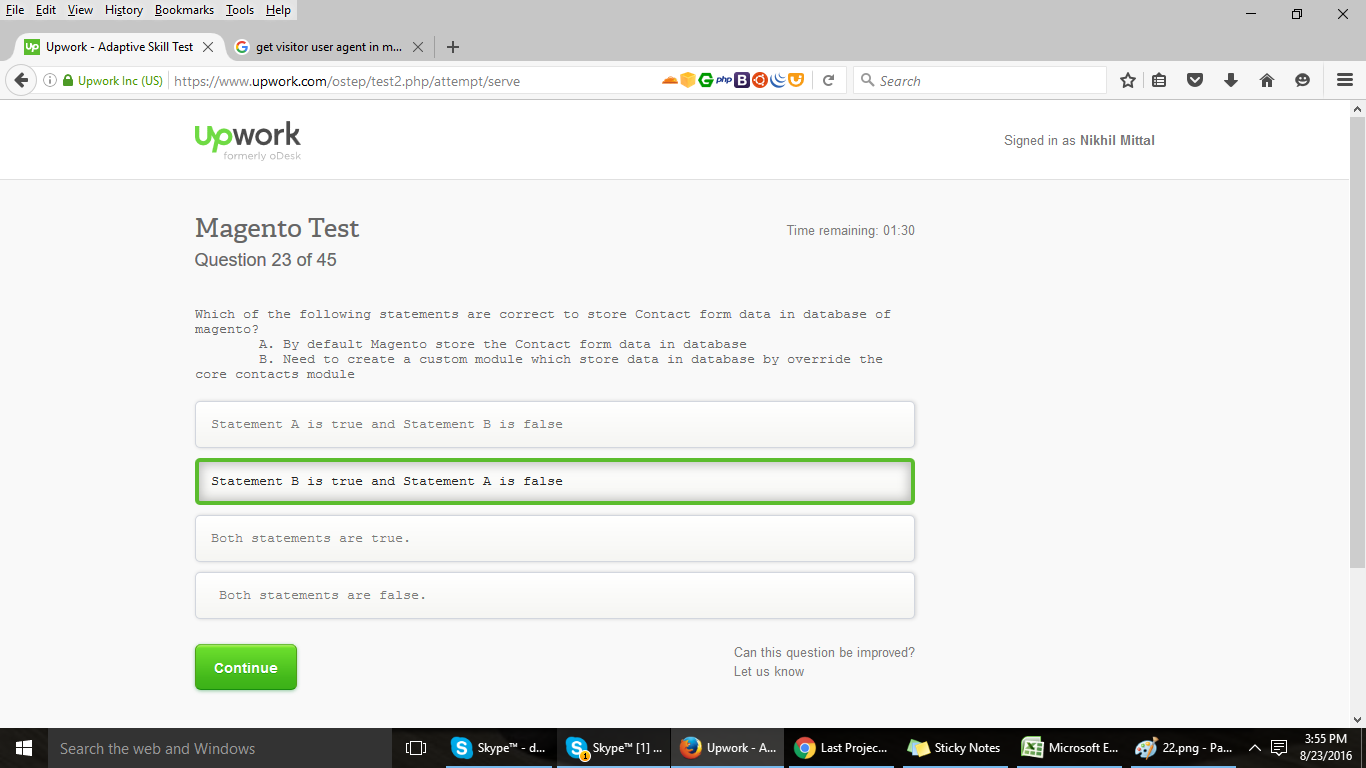 File Edit View History Bookmarks Tools Help
Up Upwork - Adaptive Skill Test
G get visitor user agent in m...
Upwork Inc (US) https://www.upwork.com/ostep/test2.php/attempt/serve php B Search
upwork
formerly oDesk
Signed in as Nikhil Mittal
Magento Test
Time remaining: 01:30
Question 23 of 45
Which of the following statements are correct to store Contact form data in database of
magento?
A. By default Magento store the Contact form data in database
B. Need to create a custom module which store data in database by override the
core contacts module
Statement A is true and Statement B is false
Statement B is true and Statement A is false
Both statements are true.
Both statements are false.
Continue
Can this question be improved?
Let us know
Search the web and Windows
Skype™ - d...
Skype™ [1] ...
Upwork - A...
Last Projec...
Sticky Notes
Microsoft E...
22.png - Pa...
3:55 PM
8/23/2016